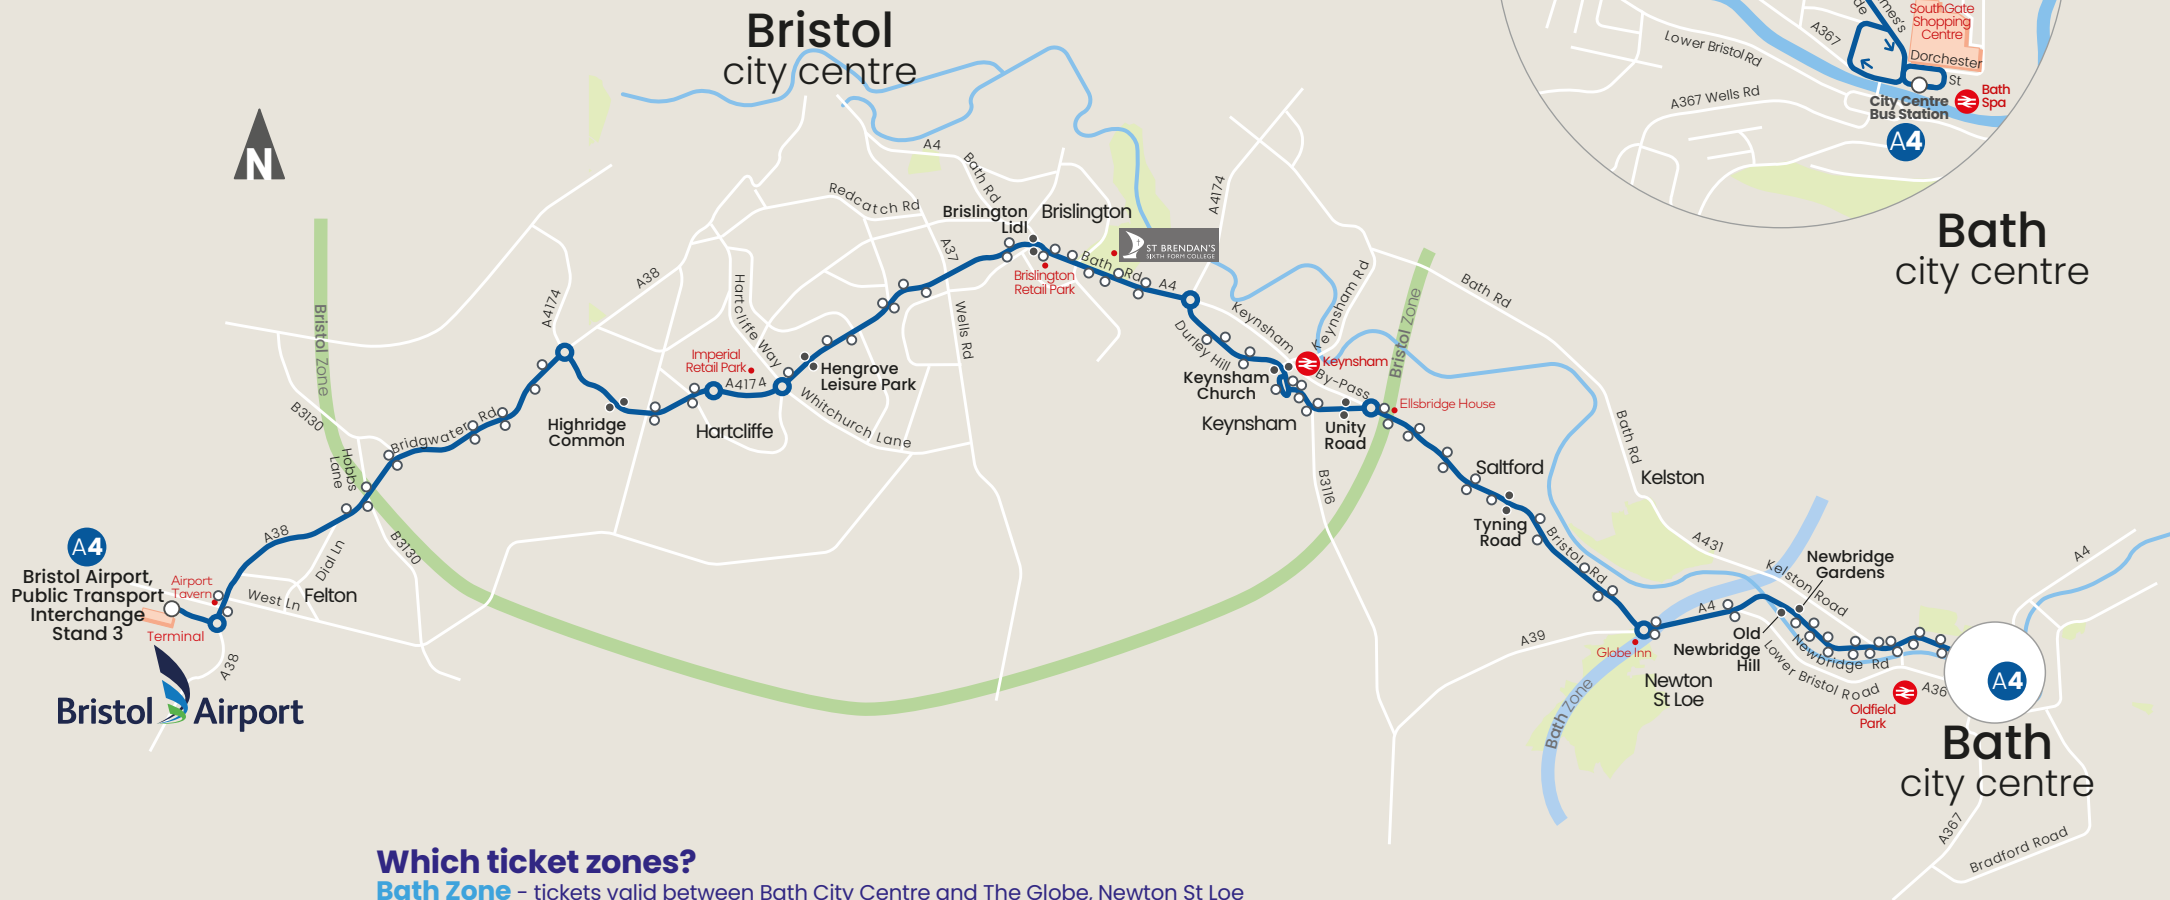 Bristol
city centre
N
SouthGate
Shopping
Centre
A367
Lower Bristol Rd
Dorchester
St
A367 Wells Rd
City Centre
Bus Station
Bath
Spa
A4
Bath
city centre
A4
Bath Rd
Redcatch Rd
Brislington
Lidl
Brislington
A4174
A37
ST BRENDAN'S
SIXTH FORM COLLEGE
Brislington
Retail Park
Bath Rd
A4
Keynsham Rd
Bath Rd
A38
A4174
Hartcliffe Way
Wells Rd
Bristol Zone
Bristol Zone
Keynsham
By-Pass
Durley Hill
Imperial
Retail Park
A4174
Hengrove
Leisure Park
Keynsham
Keynsham
Church
Keynsham
Ellsbridge House
Unity
Road
B3130
Bridgwater Rd
Highridge
Common
Hartcliffe
Whitchurch Lane
Hobbs
Lane
B3116
Saltford
Bath Rd
Kelston
Tyning
Road
Bristol Rd
A431
A38
Dial Ln
B3130
A4
Bristol Airport,
Public Transport
Interchange
Stand 3
Airport
Tavern
West Ln
Felton
Terminal
A38
Bristol Airport
Newbridge
Gardens
Kelston Road
A4
A4
A39
Globe Inn
Old
Newbridge
Hill
Newbridge Rd
Lower Bristol Road
A36
Newton
St Loe
Bath Zone
Oldfield
Park
A4
Bath
city centre
A367
Bradford Road
Which ticket zones?
Bath Zone – tickets valid between Bath City Centre and The Globe, Newton St Loe